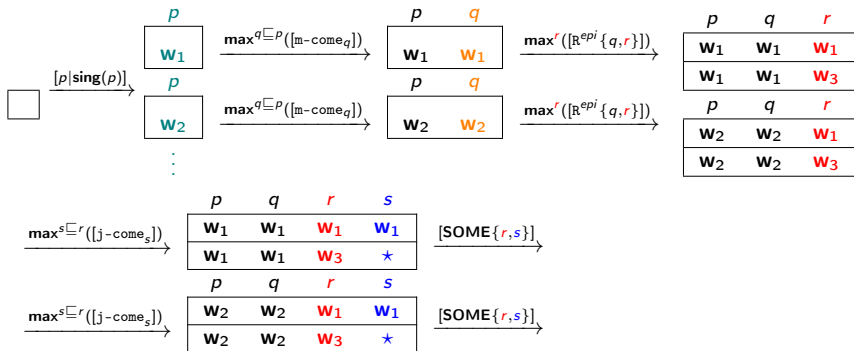 p
p q
p q r
w₁ max^{q⊑p}([m-come_q]) w₁ w₁ max^r([R^{epi}{q,r}]) w₁ w₁ w₁
[p|sing(p)] w₁ w₁ w₃
p p q p q r
w₂ max^{q⊑p}([m-come_q]) w₂ w₂ max^r([R^{epi}{q,r}]) w₂ w₂ w₁
⋮ w₂ w₂ w₃
p q r s
max^{s⊑r}([j-come_s]) w₁ w₁ w₁ w₁ [SOME{r,s}]
w₁ w₁ w₃ ⋆
p q r s
max^{s⊑r}([j-come_s]) w₂ w₂ w₁ w₁ [SOME{r,s}]
w₂ w₂ w₃ ⋆